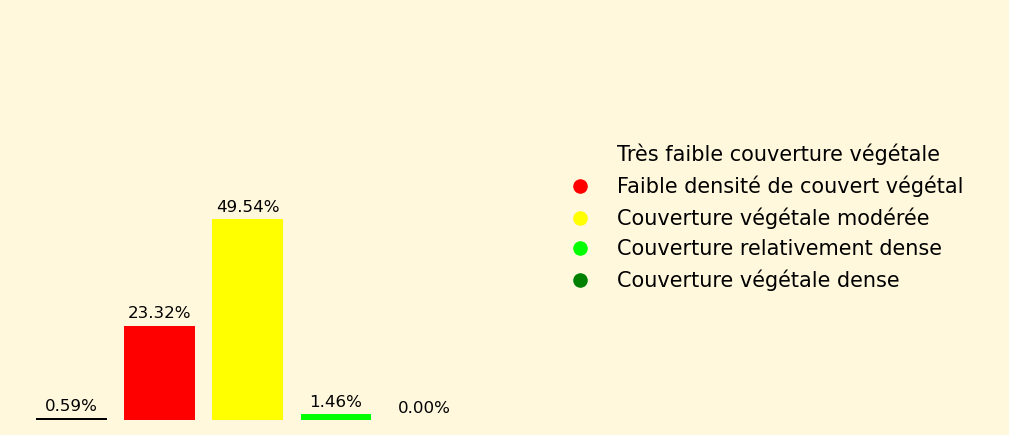 Très faible couverture végétale
Faible densité de couvert végétal
49.54%
Couverture végétale modérée
Couverture relativement dense
Couverture végétale dense
23.32%
0.59%
1.46%
0.00%